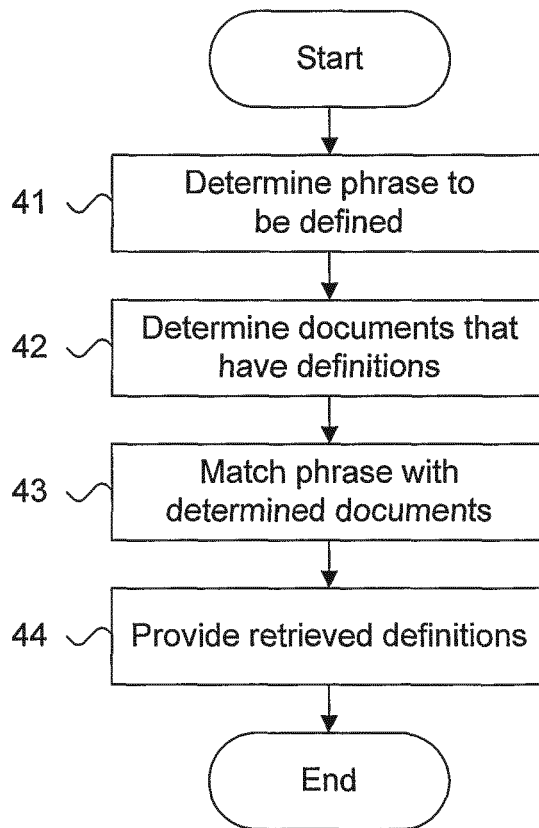 Start
41
Determine phrase to
be defined
42
Determine documents that
have definitions
43
Match phrase with
determined documents
44
Provide retrieved definitions
End